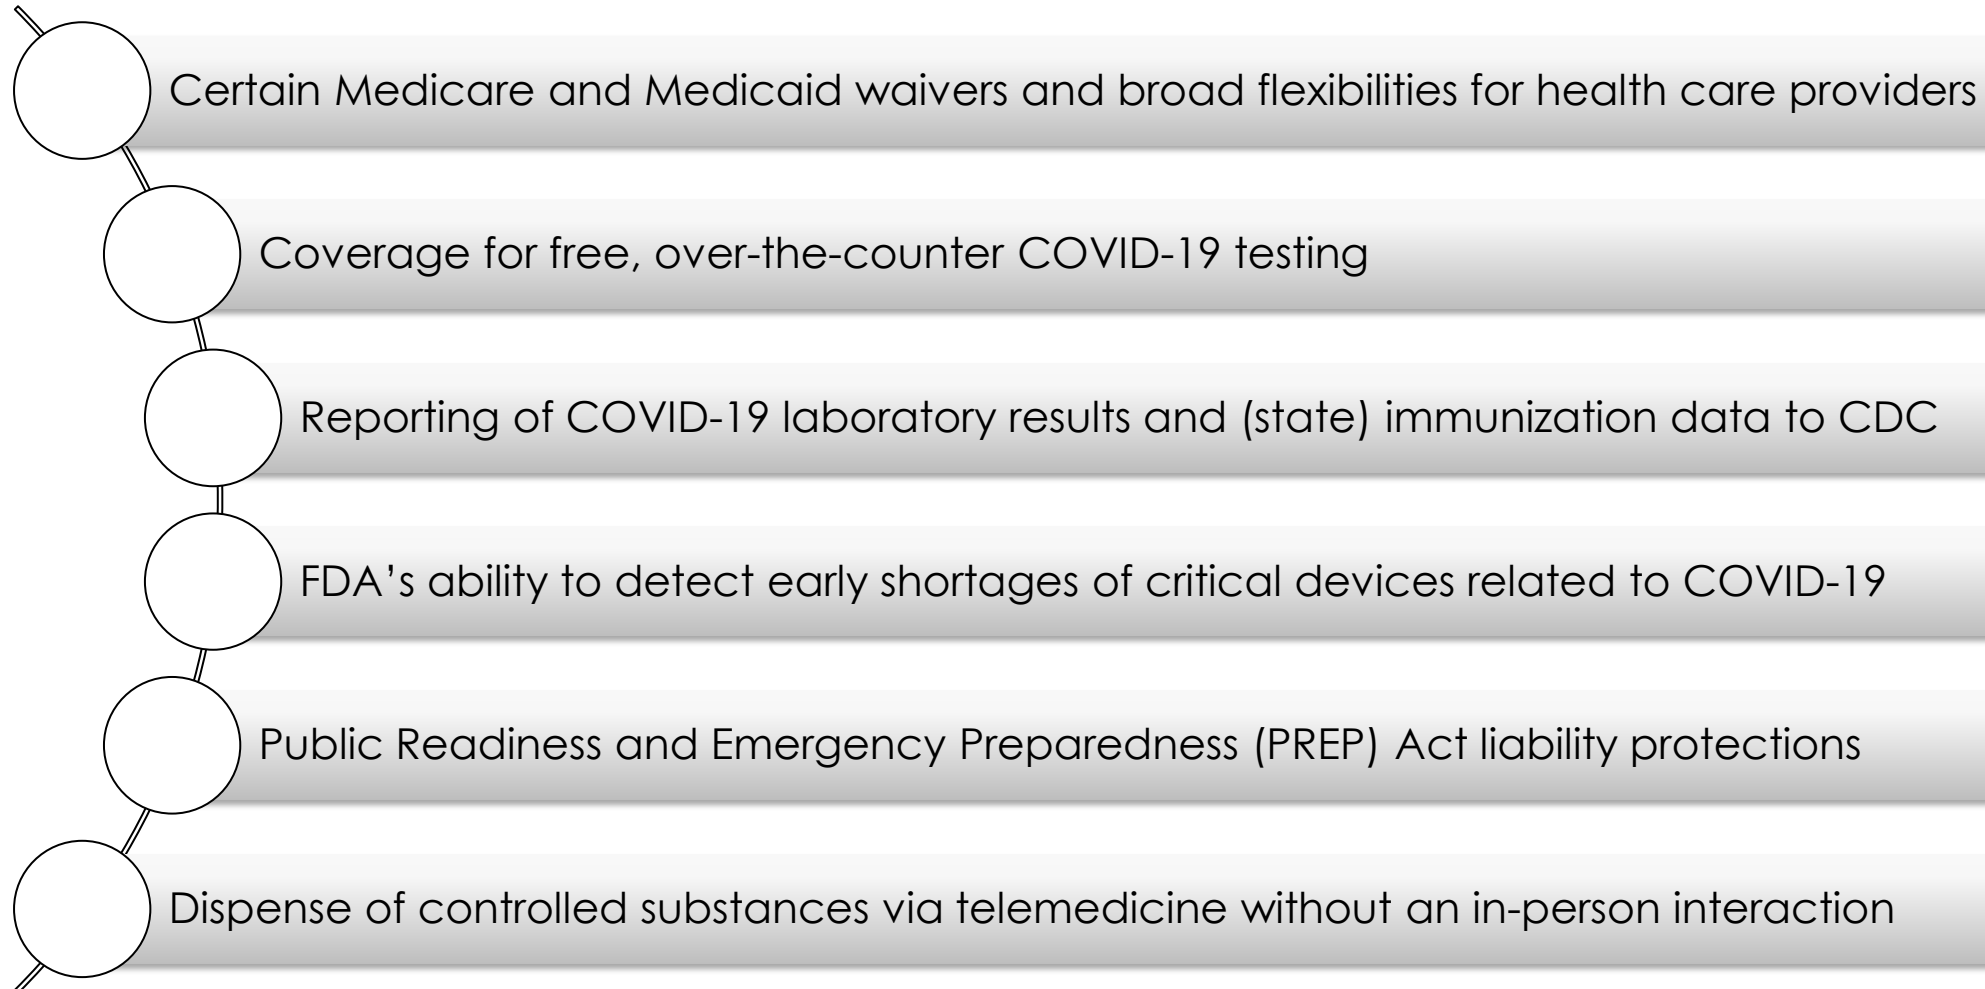 Certain Medicare and Medicaid waivers and broad flexibilities for health care providers
Coverage for free, over-the-counter COVID-19 testing
Reporting of COVID-19 laboratory results and (state) immunization data to CDC
FDA’s ability to detect early shortages of critical devices related to COVID-19
Public Readiness and Emergency Preparedness (PREP) Act liability protections
Dispense of controlled substances via telemedicine without an in-person interaction